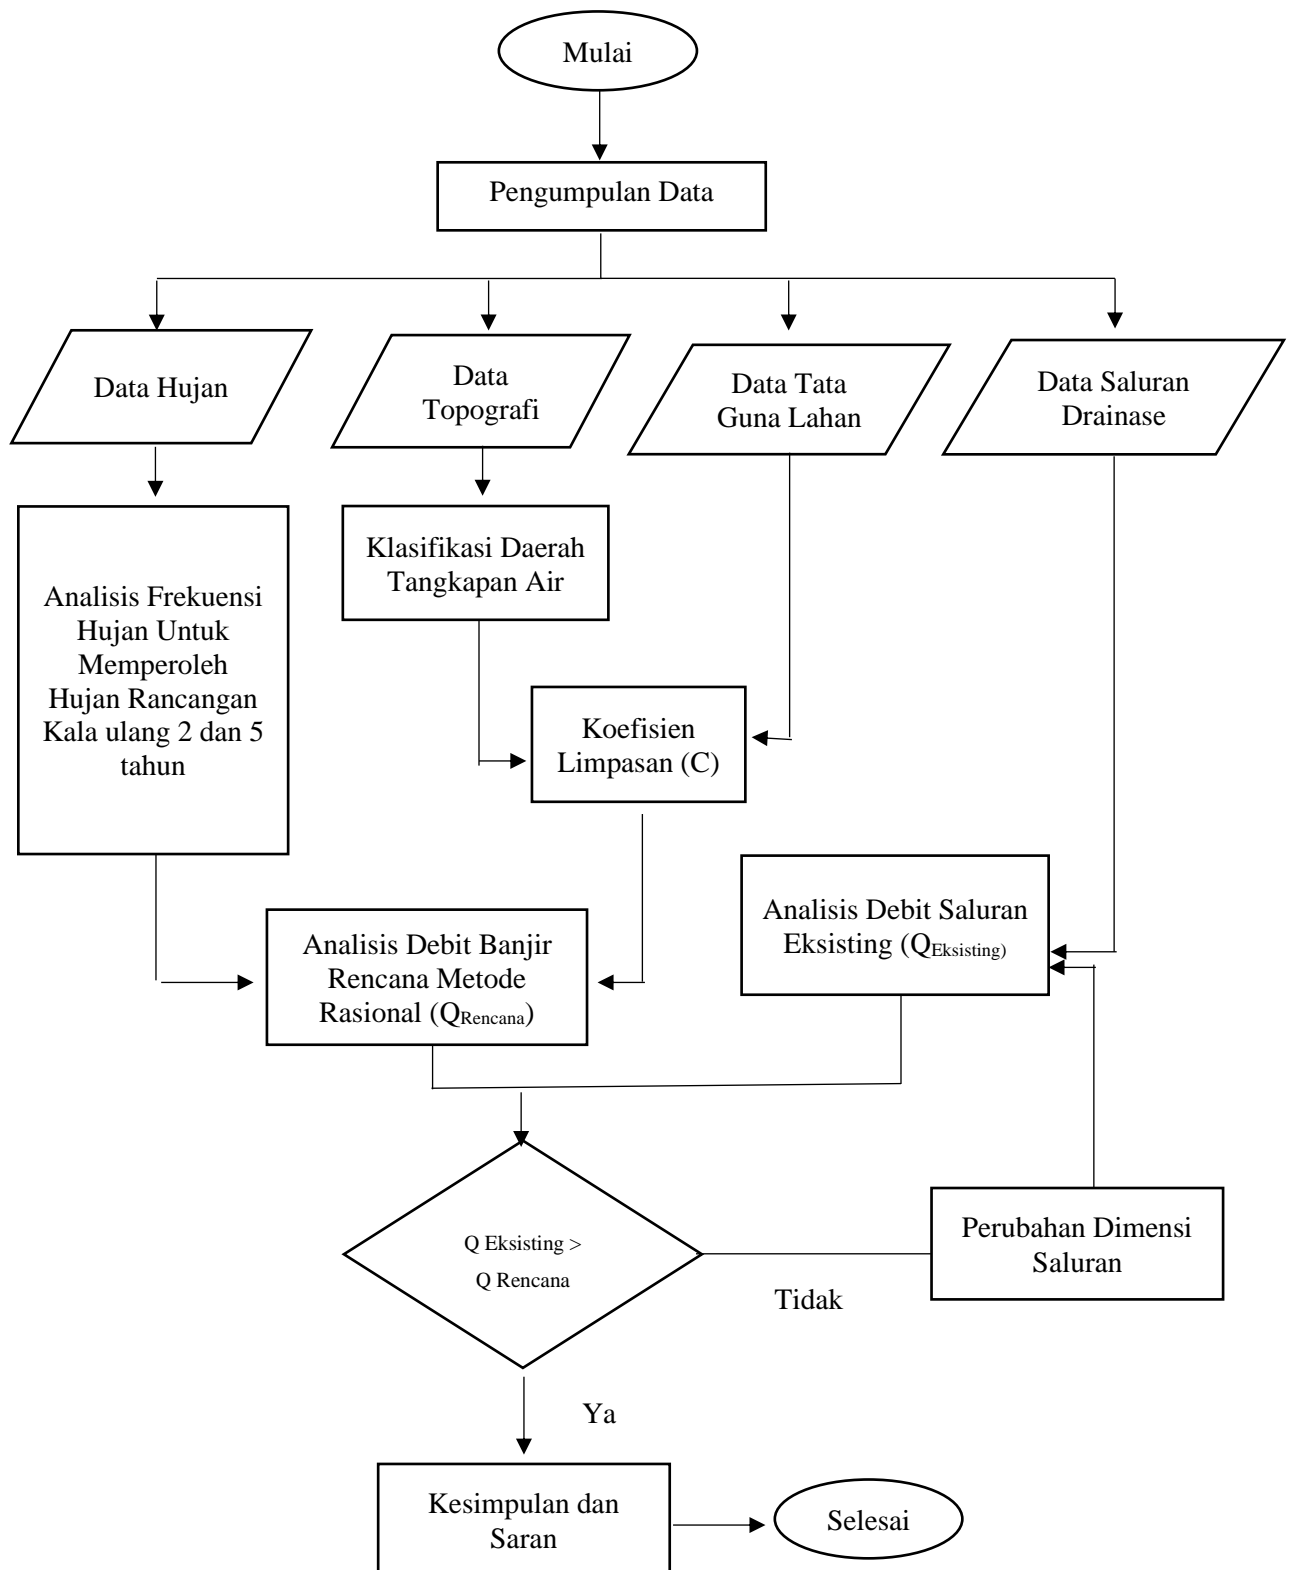 Mulai
Pengumpulan Data
Data Hujan
Data
Topografi
Data Tata
Guna Lahan
Data Saluran
Drainase
Analisis Frekuensi
Hujan Untuk
Memperoleh
Hujan Rancangan
Kala ulang 2 dan 5
tahun
Klasifikasi Daerah
Tangkapan Air
Koefisien
Limpasan (C)
Analisis Debit Banjir
Rencana Metode
Rasional (QRencana)
Analisis Debit Saluran
Eksisting (QEksisting)
Q Eksisting >
Q Rencana
Tidak
Perubahan Dimensi
Saluran
Ya
Kesimpulan dan
Saran
Selesai